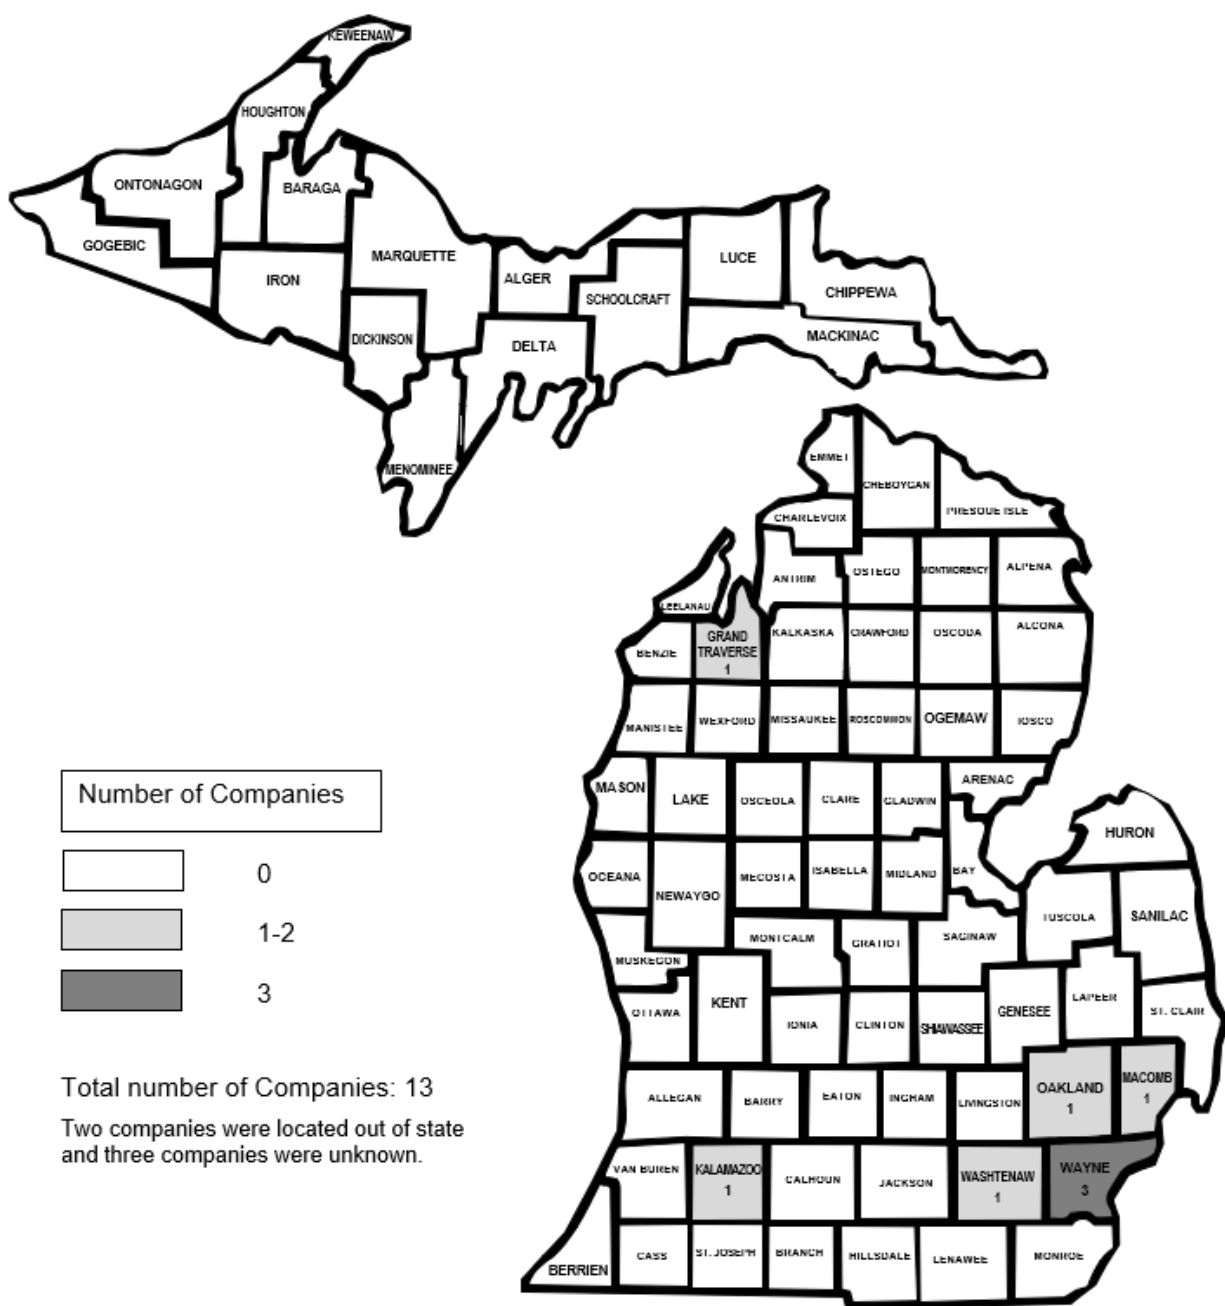 KEWEENAW
HOUGHTON
ONTONAGON
BARAGA
GOGEBIC
MARQUETTE
IRON
ALGER
LUCE
SCHOOLCRAFT
CHIPPEWA
DICKINSON
DELTA
MACKINAC
MENOMINEE
EMMET
CHEBOYGAN
PRESQUE ISLE
CHARLEVOIX
ANTRIM
OSTEGO
MONTMORENCY
ALPENA
LEELANAU
BENZIE
GRAND
TRAVERSE
1
KALKASKA
CRAWFORD
OSCODA
ALCONA
MANISTEE
WEXFORD
MISSAUKEE
ROSCOMMON
OGEMAW
IOSCO
MASON
LAKE
OSCEOLA
CLARE
GLADWIN
ARENAC
HURON
OCEANA
NEWAYGO
MECOSTA
ISABELLA
MIDLAND
BAY
TUSCOLA
SANILAC
MUSKEGON
MONTCALM
GRATIOT
SAGINAW
OTTAWA
KENT
IONIA
CLINTON
SHIAWASSEE
GENESEE
LAPEER
ST. CLAIR
ALLEGAN
BARRY
EATON
INGHAM
LIVINGSTON
OAKLAND
1
MACOMB
1
VAN BUREN
KALAMAZOO
1
CALHOUN
JACKSON
WASHTENAW
1
WAYNE
3
BERRIEN
CASS
ST. JOSEPH
BRANCH
HILLSDALE
LENAWEE
MONROE
Number of Companies
0
1-2
3
Total number of Companies: 13
Two companies were located out of state
and three companies were unknown.